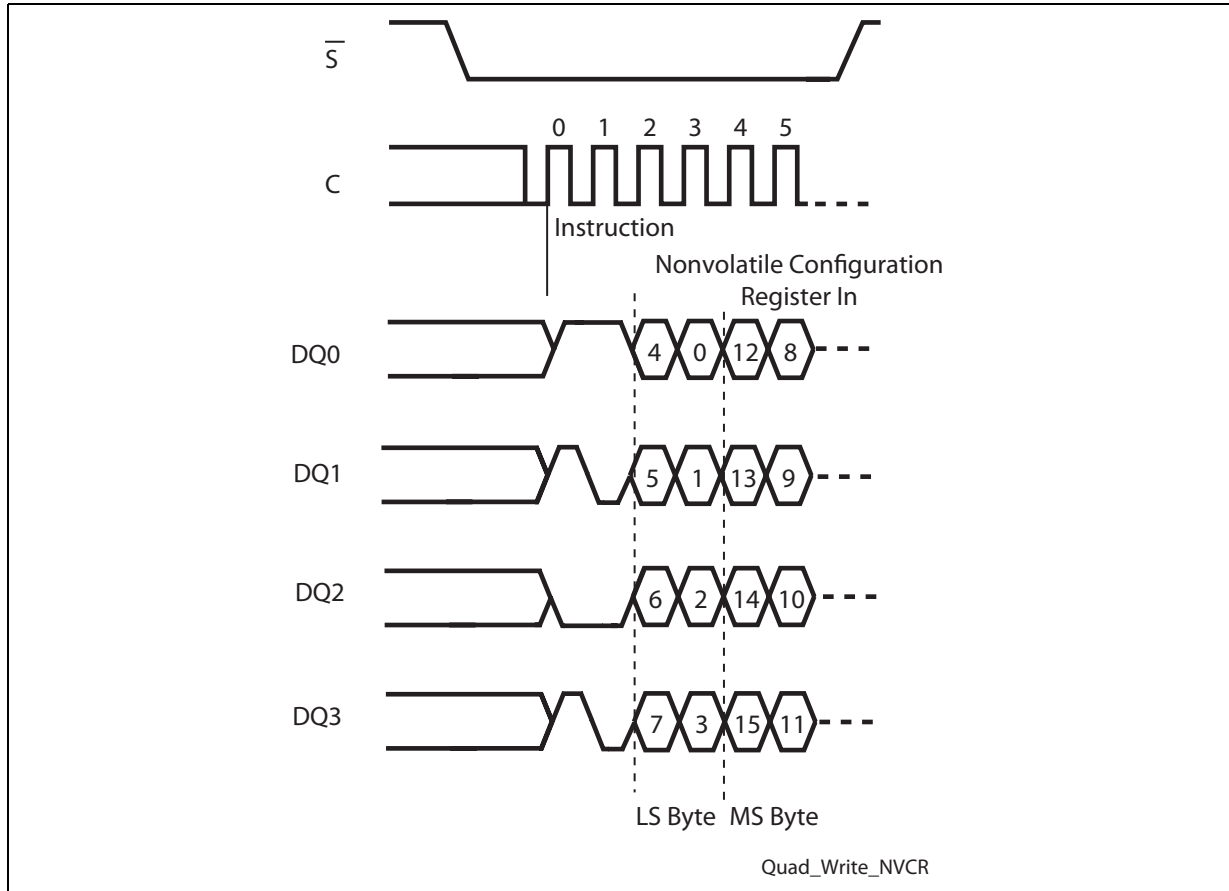 S
0 1 2 3 4 5
C
Instruction
Nonvolatile Configuration
Register In
DQ0 4 0 12 8
DQ1 5 1 13 9
DQ2 6 2 14 10
DQ3 7 3 15 11
LS Byte MS Byte
Quad_Write_NVCR